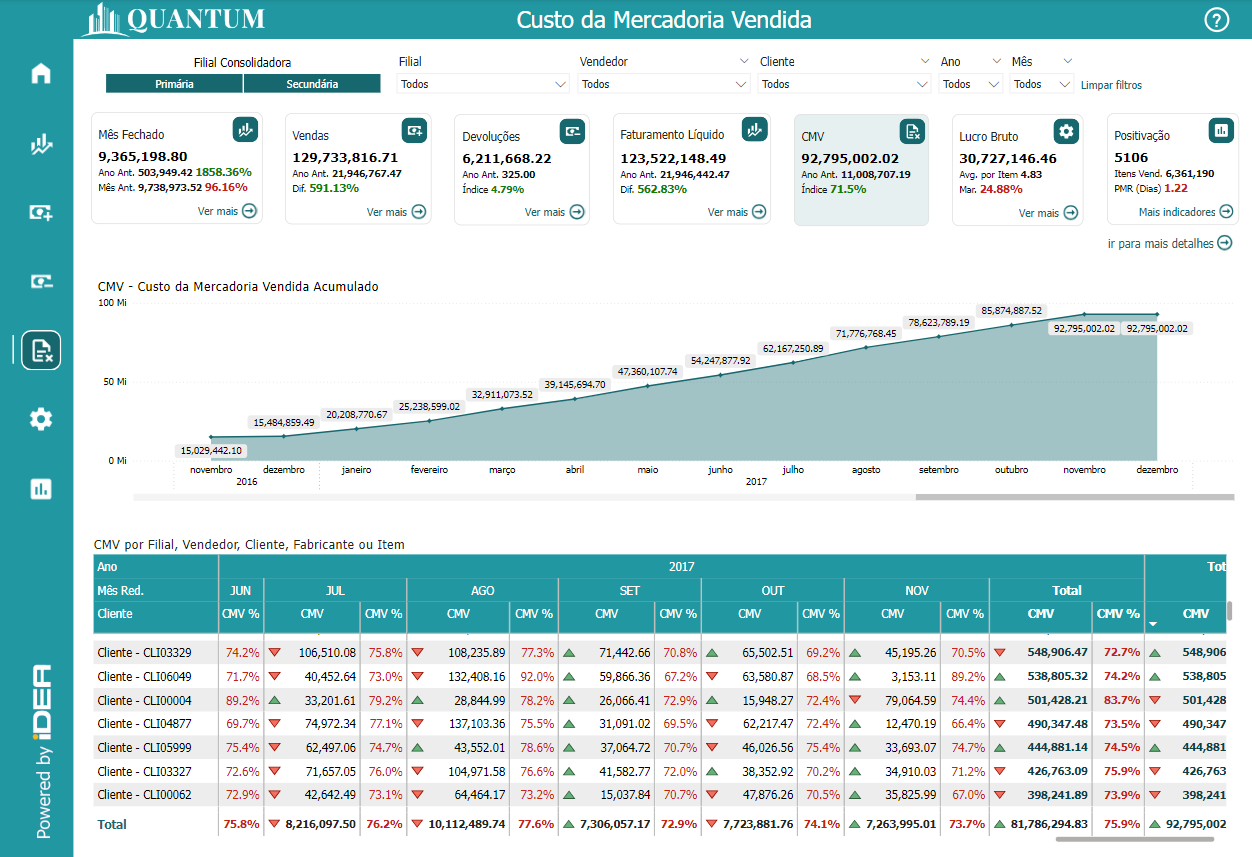 QUANTUM
Custo da Mercadoria Vendida
?
Filial Consolidadora
Primária Secundária
Filial Vendedor Cliente Ano Mês
Todos Todos Todos Todos Todos Limpar filtros
Mês Fechado
9,365,198.80
Ano Ant. 503,949.42 1858.36%
Mês Ant. 9,738,973.52 96.16%
Ver mais
Vendas
129,733,816.71
Ano Ant. 21,946,767.47
Dif. 591.13%
Ver mais
Devoluções
6,211,668.22
Ano Ant. 325.00
Índice 4.79%
Ver mais
Faturamento Líquido
123,522,148.49
Ano Ant. 21,946,442.47
Dif. 562.83%
Ver mais
CMV
92,795,002.02
Ano Ant. 11,008,707.19
Índice 71.5%
Lucro Bruto
30,727,146.46
Avg. por Item 4.83
Mar. 24.88%
Ver mais
Positivação
5106
Itens Vend. 6,361,190
PMR (Dias) 1.22
Mais indicadores
ir para mais detalhes
CMV - Custo da Mercadoria Vendida Acumulado
100 Mi
50 Mi
0 Mi
15,029,442.10
15,484,859.49
20,208,770.67
25,238,599.02
32,911,073.52
39,145,694.70
47,360,107.74
54,247,877.92
62,167,250.89
71,776,768.45
78,623,789.19
85,874,887.52
92,795,002.02
92,795,002.02
novembro dezembro janeiro fevereiro março abril maio junho julho agosto setembro outubro novembro dezembro
2016 2017
CMV por Filial, Vendedor, Cliente, Fabricante ou Item
Ano 2017 Tot
Mês Red. JUN JUL AGO SET OUT NOV Total
Cliente CMV % CMV CMV % CMV CMV % CMV CMV % CMV CMV % CMV CMV % CMV CMV % CMV
Cliente - CLI03329 74.2% 106,510.08 75.8% 108,235.89 77.3% 71,442.66 70.8% 65,502.51 69.2% 45,195.26 70.5% 548,906.47 72.7% 548,906
Cliente - CLI06049 71.7% 40,452.64 73.0% 132,408.16 92.0% 59,866.36 67.2% 63,580.87 68.5% 3,153.11 89.2% 538,805.32 74.2% 538,805
Cliente - CLI00004 89.2% 33,201.61 79.2% 28,844.99 78.2% 26,066.41 72.9% 15,948.27 72.4% 79,064.59 74.4% 501,428.21 83.7% 501,428
Cliente - CLI04877 69.7% 74,972.34 77.1% 137,103.36 75.5% 31,091.02 69.5% 62,217.47 72.4% 12,470.19 66.4% 490,347.48 73.5% 490,347
Cliente - CLI05999 75.4% 62,497.06 74.7% 43,552.01 78.6% 37,064.72 70.7% 46,026.56 75.4% 33,693.07 74.7% 444,881.14 74.5% 444,881
Cliente - CLI03327 72.6% 71,657.05 76.0% 104,971.58 76.6% 41,582.77 72.0% 38,352.92 70.2% 34,910.03 71.2% 426,763.09 75.9% 426,763
Cliente - CLI00062 72.9% 42,642.49 73.1% 64,464.17 73.2% 15,037.84 70.7% 47,876.26 70.5% 35,825.99 67.0% 398,241.89 73.9% 398,241
Total 75.8% 8,216,097.50 76.2% 10,112,489.74 77.6% 7,306,057.17 72.9% 7,723,881.76 74.1% 7,263,995.01 73.7% 81,786,294.83 75.9% 92,795,002
Powered by iDEA